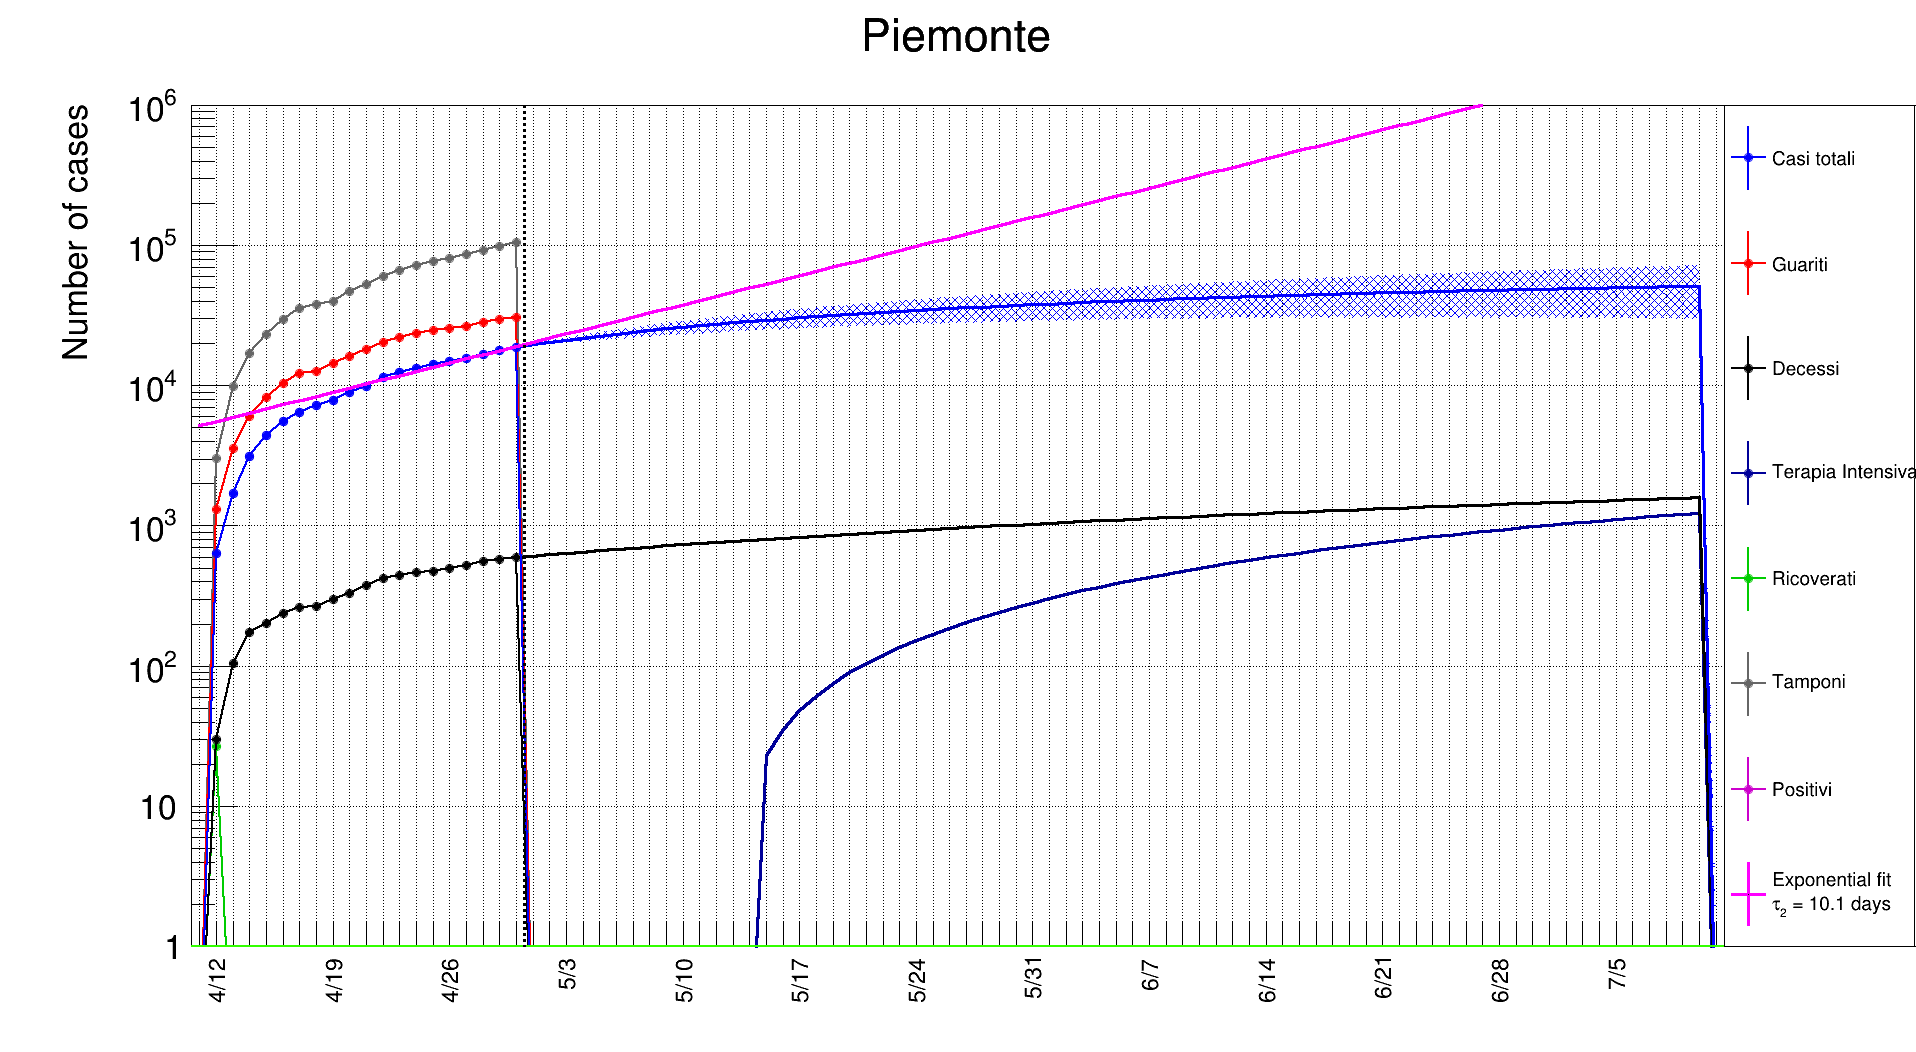 Piemonte
Number of cases
10^6
10^5
10^4
10^3
10^2
10
1
4/12
4/19
4/26
5/3
5/10
5/17
5/24
5/31
6/7
6/14
6/21
6/28
7/5
Casi totali
Guariti
Decessi
Terapia Intensiva
Ricoverati
Tamponi
Positivi
Exponential fit
τ₂ = 10.1 days